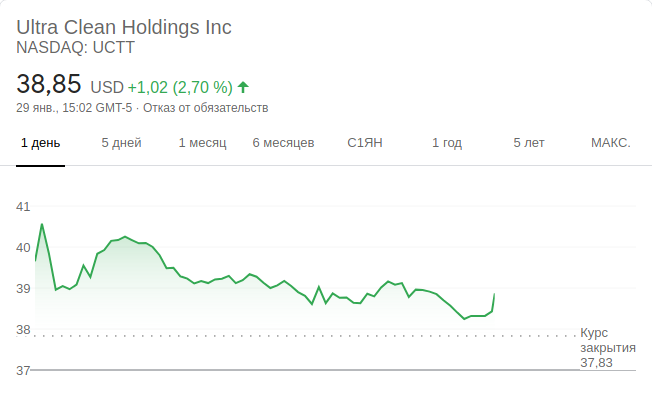 Ultra Clean Holdings Inc
NASDAQ: UCTT
38,85 USD +1,02 (2,70 %)
29 янв., 15:02 GMT-5 · Отказ от обязательств
1 день 5 дней 1 месяц 6 месяцев С1ЯН 1 год 5 лет МАКС.
41
40
39
38
37
Курс
закрытия
37,83